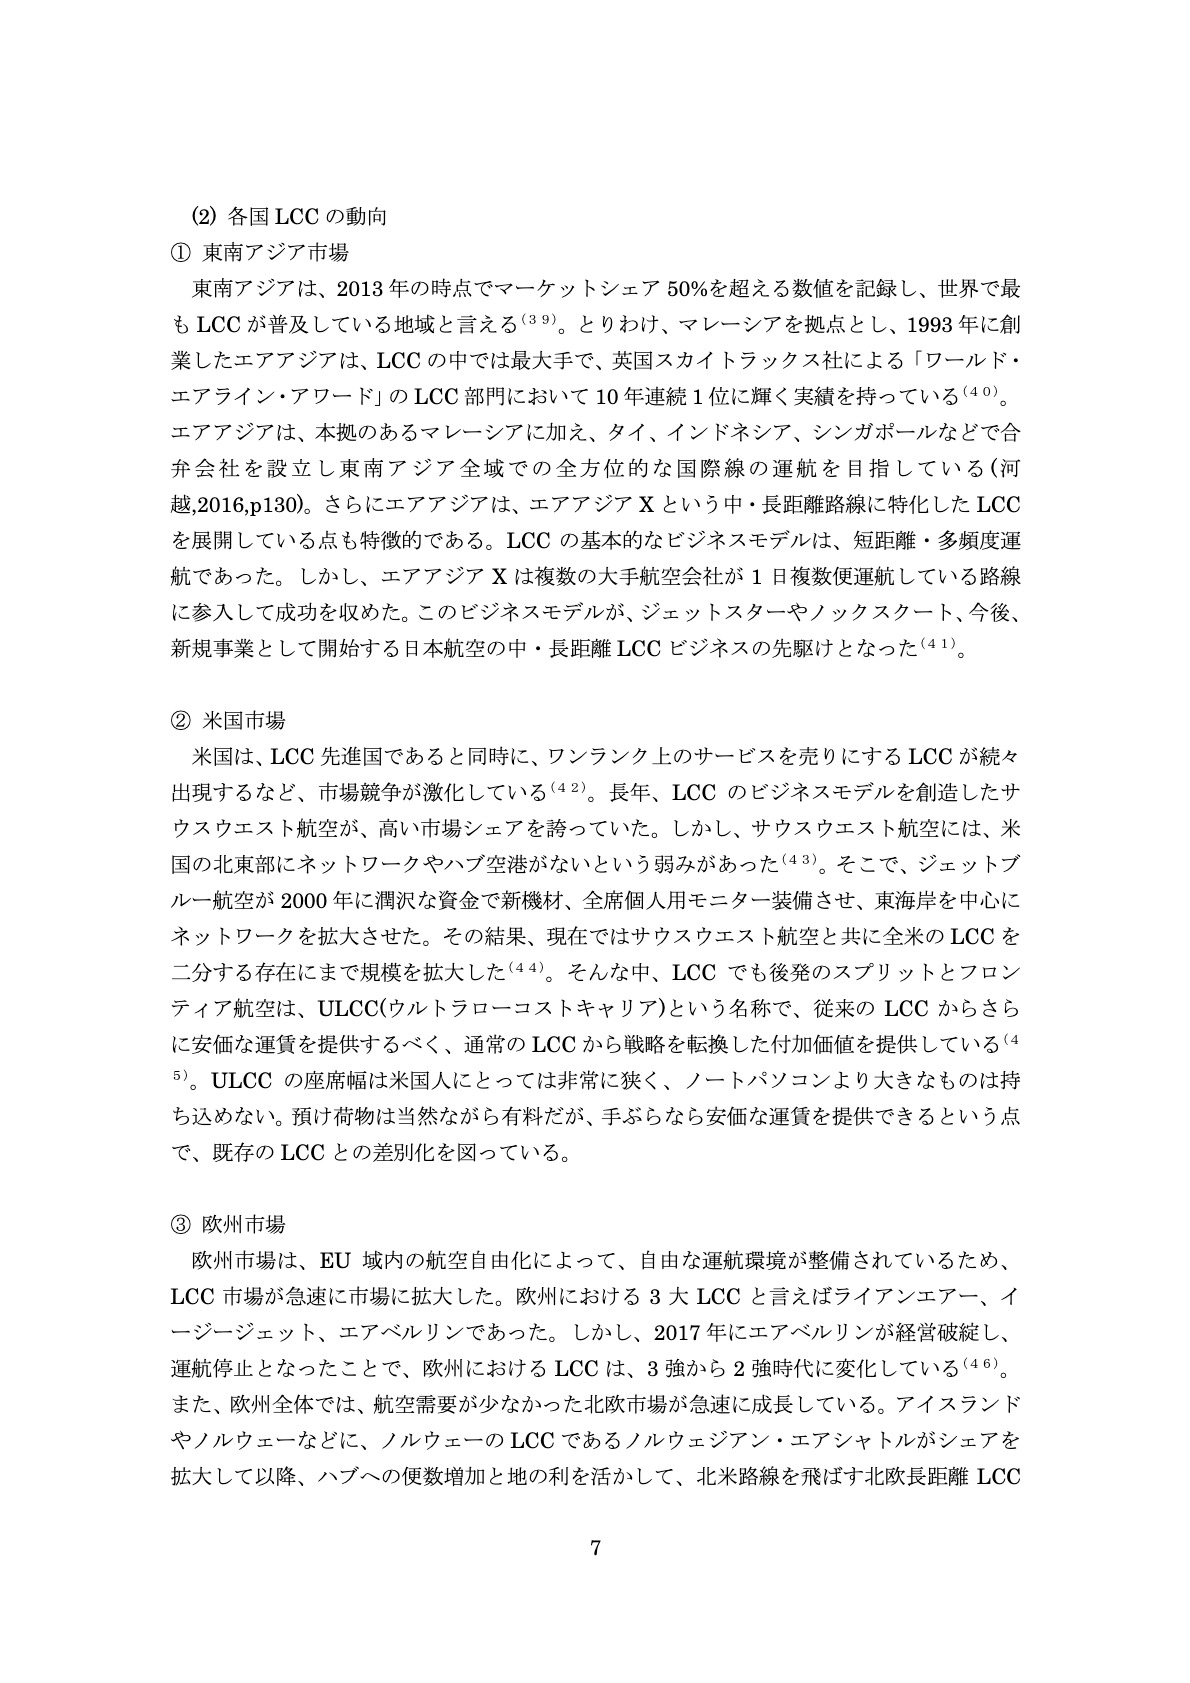 (2) 各国 LCC の動向
① 東南アジア市場
東南アジアは、2013 年の時点でマーケットシェア 50%を超える数値を記録し、世界で最
も LCC が普及している地域と言える(39)。とりわけ、マレーシアを拠点とし、1993 年に創
業したエアアジアは、LCC の中では最大手で、英国スカイトラックス社による「ワールド・
エアライン・アワード」の LCC 部門において 10 年連続 1 位に輝く実績を持っている(40)。
エアアジアは、本拠のあるマレーシアに加え、タイ、インドネシア、シンガポールなどで合
弁会社を設立し東南アジア全域での全方位的な国際線の運航を目指している(河
越,2016,p130)。さらにエアアジアは、エアアジア X という中・長距離路線に特化した LCC
を展開している点も特徴的である。LCC の基本的なビジネスモデルは、短距離・多頻度運
航であった。しかし、エアアジア X は複数の大手航空会社が 1 日複数便運航している路線
に参入して成功を収めた。このビジネスモデルが、ジェットスターやノックスクート、今後、
新規事業として開始する日本航空の中・長距離 LCC ビジネスの先駆けとなった(41)。
② 米国市場
米国は、LCC 先進国であると同時に、ワンランク上のサービスを売りにする LCC が続々
出現するなど、市場競争が激化している(42)。長年、LCC のビジネスモデルを創造したサ
ウスウエスト航空が、高い市場シェアを誇っていた。しかし、サウスウエスト航空には、米
国の北東部にネットワークやハブ空港がないという弱みがあった(43)。そこで、ジェットブ
ルー航空が 2000 年に潤沢な資金で新機材、全席個人用モニター装備させ、東海岸を中心に
ネットワークを拡大させた。その結果、現在ではサウスウエスト航空と共に全米の LCC を
二分する存在にまで規模を拡大した(44)。そんな中、LCC でも後発のスプリットとフロン
ティア航空は、ULCC(ウルトラローコストキャリア)という名称で、従来の LCC からさら
に安価な運賃を提供するべく、通常の LCC から戦略を転換した付加価値を提供している(4
5)。ULCC の座席幅は米国人にとっては非常に狭く、ノートパソコンより大きなものは持
ち込めない。預け荷物は当然ながら有料だが、手ぶらなら安価な運賃を提供できるという点
で、既存の LCC との差別化を図っている。
③ 欧州市場
欧州市場は、EU 域内の航空自由化によって、自由な運航環境が整備されているため、
LCC 市場が急速に市場に拡大した。欧州における 3 大 LCC と言えばライアンエアー、イ
ージージェット、エアベルリンであった。しかし、2017 年にエアベルリンが経営破綻し、
運航停止となったことで、欧州における LCC は、3 強から 2 強時代に変化している(46)。
また、欧州全体では、航空需要が少なかった北欧市場が急速に成長している。アイスランド
やノルウェーなどに、ノルウェーの LCC であるノルウェジアン・エアシャトルがシェアを
拡大して以降、ハブへの便数増加と地の利を活かして、北米路線を飛ばす北欧長距離 LCC
7